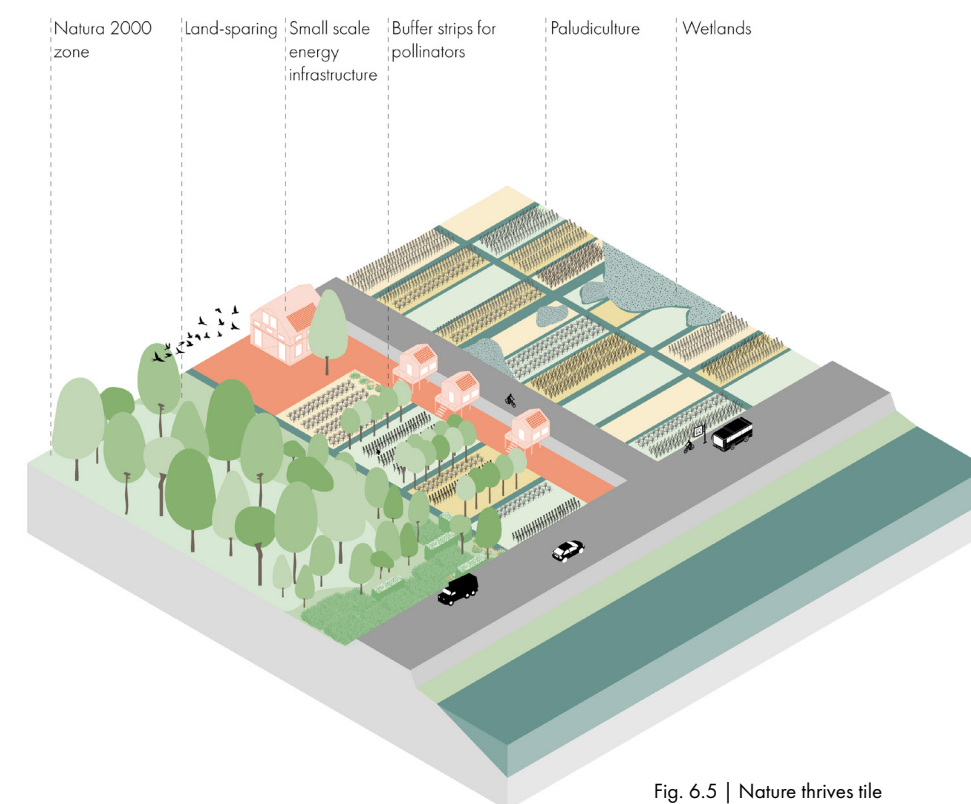 Natura 2000
zone
Land-sparing
Small scale
energy
infrastructure
Buffer strips for
pollinators
Paludiculture
Wetlands
Fig. 6.5 | Nature thrives tile